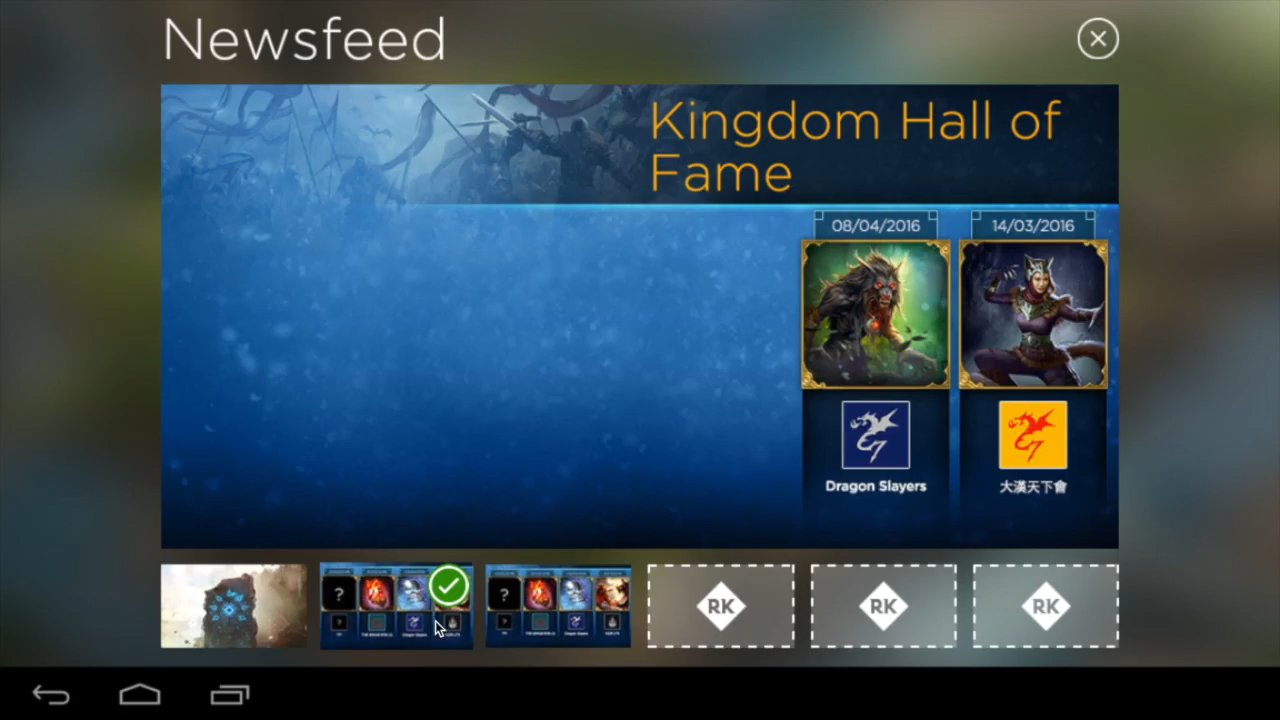 Newsfeed
Kingdom Hall of
Fame
08/04/2016
14/03/2016
Dragon Slayers
大漢天下會
?
?
?
?
RK
RK
RK